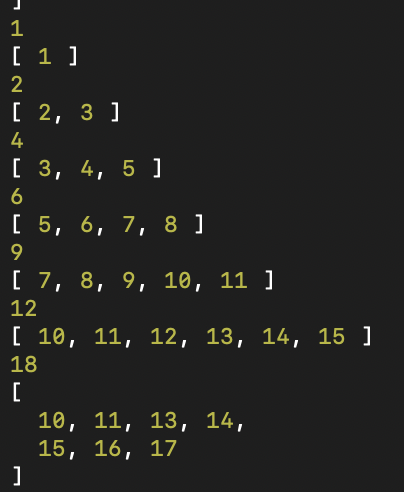 ]
1
[ 1 ]
2
[ 2, 3 ]
4
[ 3, 4, 5 ]
6
[ 5, 6, 7, 8 ]
9
[ 7, 8, 9, 10, 11 ]
12
[ 10, 11, 12, 13, 14, 15 ]
18
[
  10, 11, 13, 14,
  15, 16, 17
]